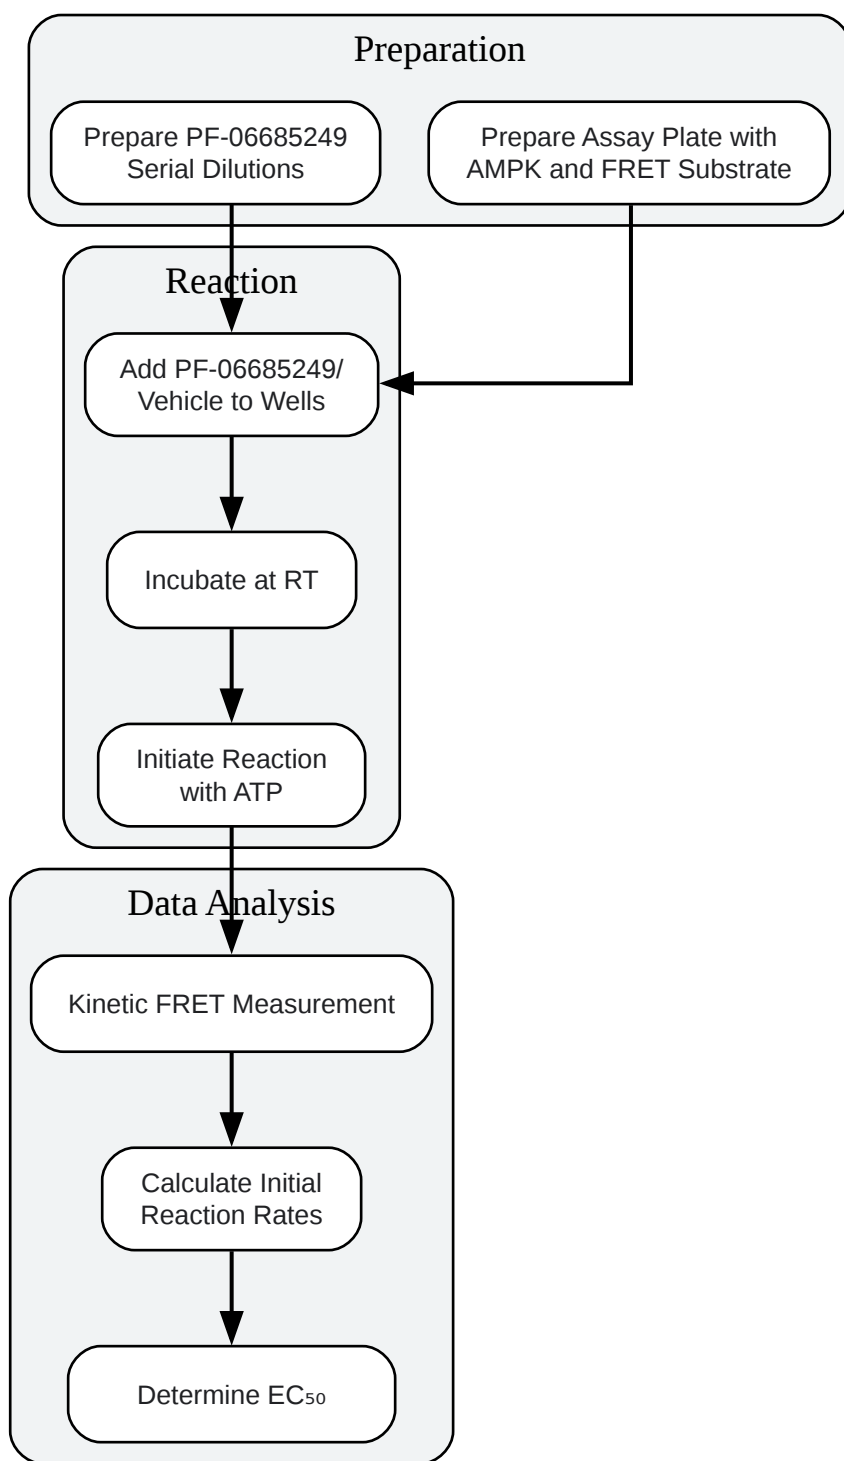 Preparation
Prepare PF-06685249
Serial Dilutions
Prepare Assay Plate with
AMPK and FRET Substrate
Reaction
Add PF-06685249/
Vehicle to Wells
Incubate at RT
Initiate Reaction
with ATP
Data Analysis
Kinetic FRET Measurement
Calculate Initial
Reaction Rates
Determine EC₅₀